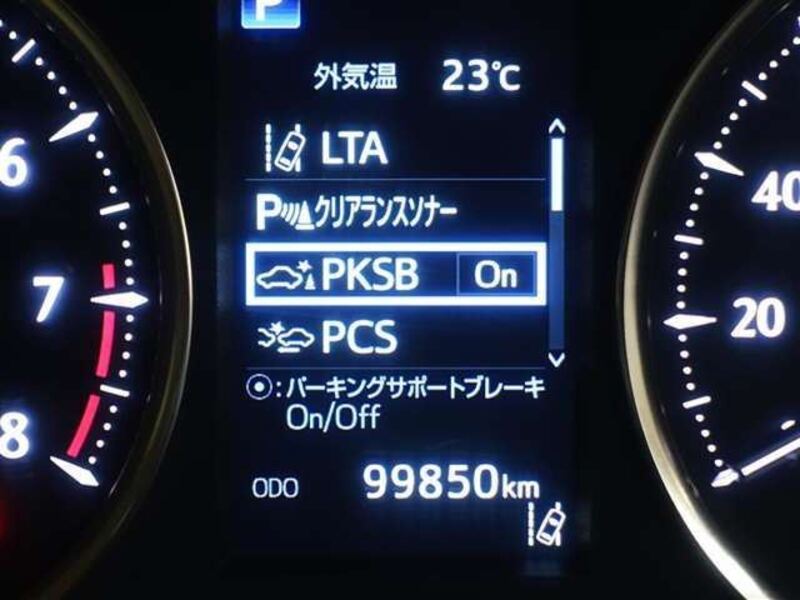 P
外気温 23℃
LTA
6
40
P クリアランスソナー
PKSB On
7
20
PCS
:パーキングサポートブレーキ
On/Off
8
ODO 99850km